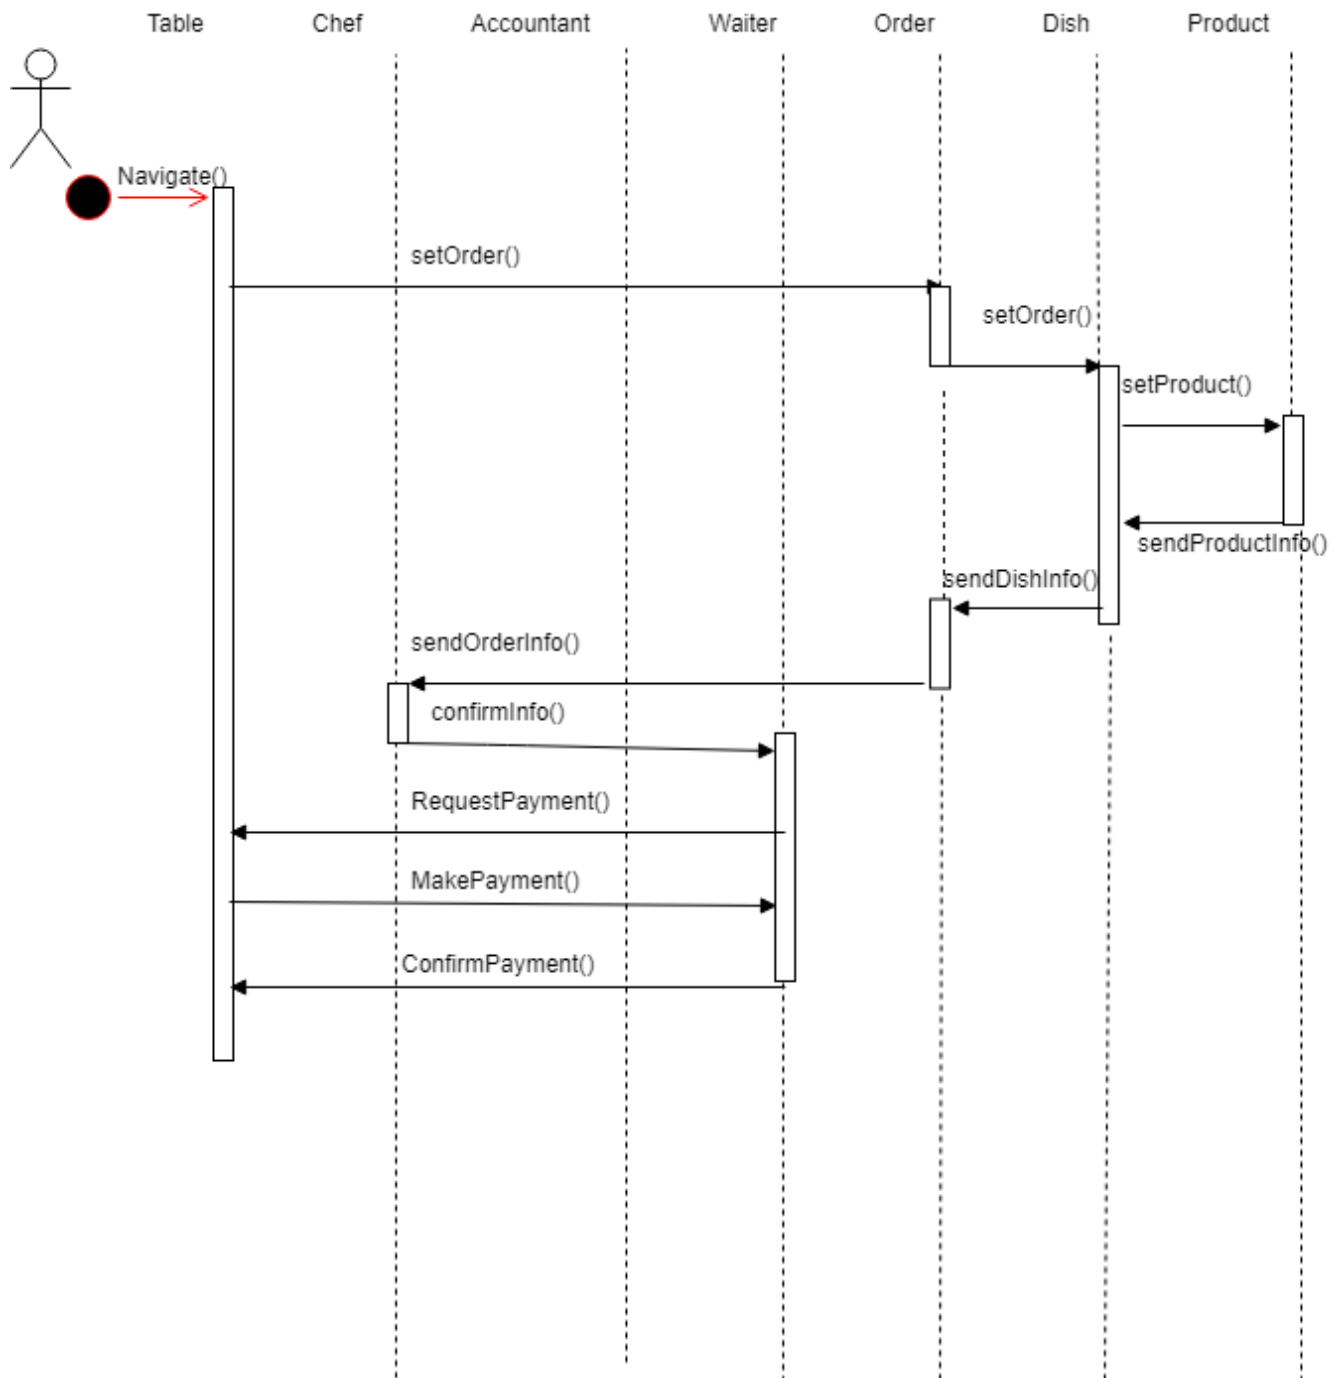 Table Chef Accountant Waiter Order Dish Product
Navigate()
setOrder()
setOrder()
setProduct()
sendProductInfo()
sendDishInfo()
sendOrderInfo()
confirmInfo()
RequestPayment()
MakePayment()
ConfirmPayment()